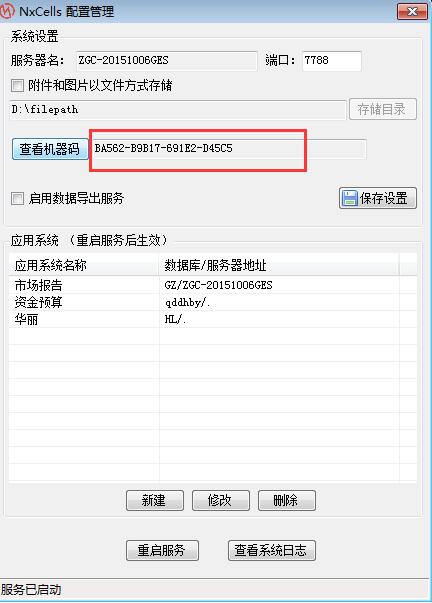 NxCells 配置管理
系统设置
服务器名： ZGC-20151006GES 端口： 7788
附件和图片以文件方式存储
D:\filepath 存储目录
查看机器码 BA562-B9B17-691E2-D45C5
启用数据导出服务 保存设置
应用系统 （重启服务后生效）
应用系统名称 数据库/服务器地址
市场报告 GZ/ZGC-20151006GES
资金预算 qddhby/.
华丽 HL/.
新建 修改 删除
重启服务 查看系统日志
服务已启动